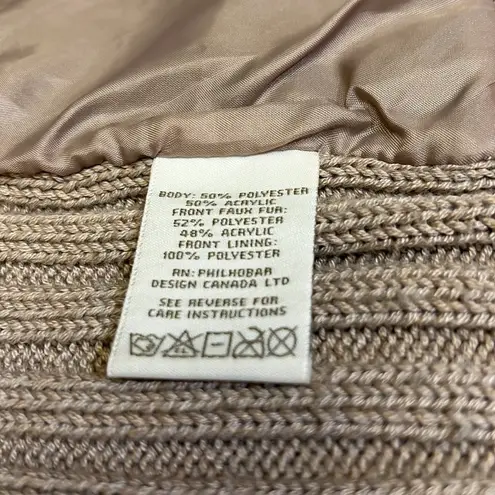 BODY: 50% POLYESTER
50% ACRYLIC
FRONT FAUX FUR:
52% POLYESTER
48% ACRYLIC
FRONT LINING:
100% POLYESTER
RN: PHILHOBAR
DESIGN CANADA LTD
SEE REVERSE FOR
CARE INSTRUCTIONS